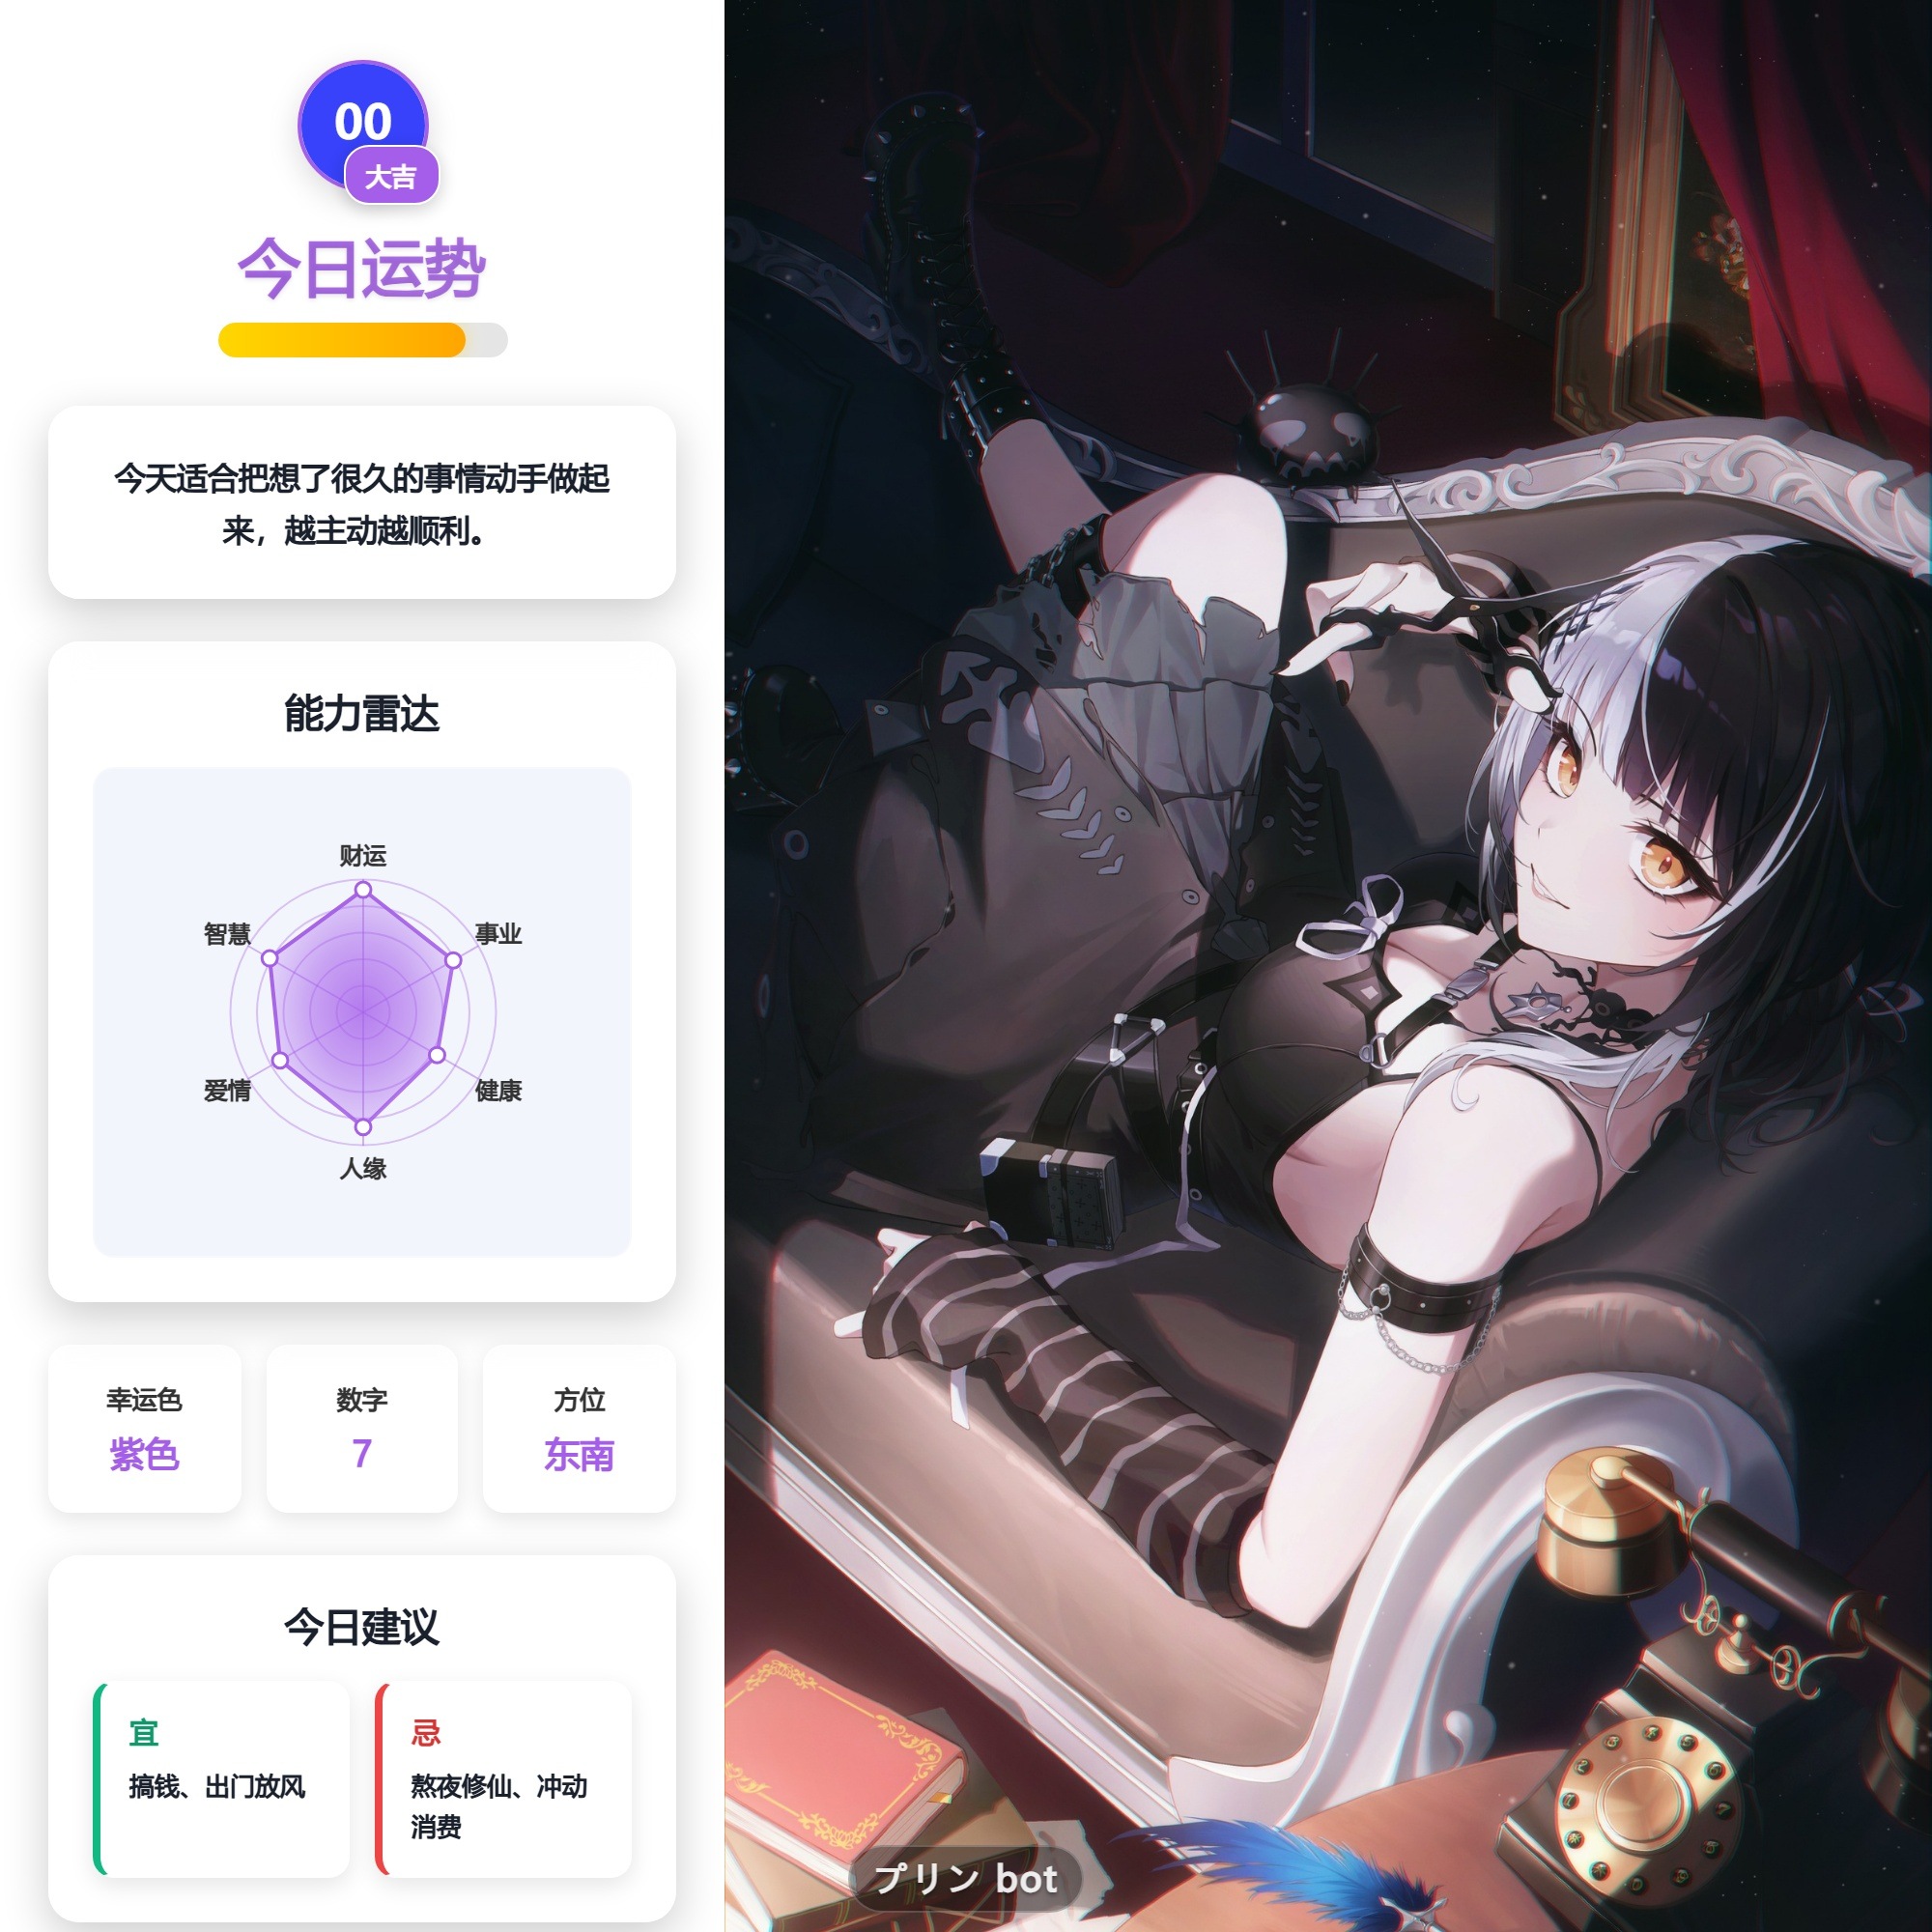 00
大吉
今日运势
今天适合把想了很久的事情动手做起
来，越主动越顺利。
能力雷达
财运
智慧
事业
爱情
健康
人缘
幸运色
紫色
数字
7
方位
东南
今日建议
宜
搞钱、出门放风
忌
熬夜修仙、冲动
消费
プリン bot